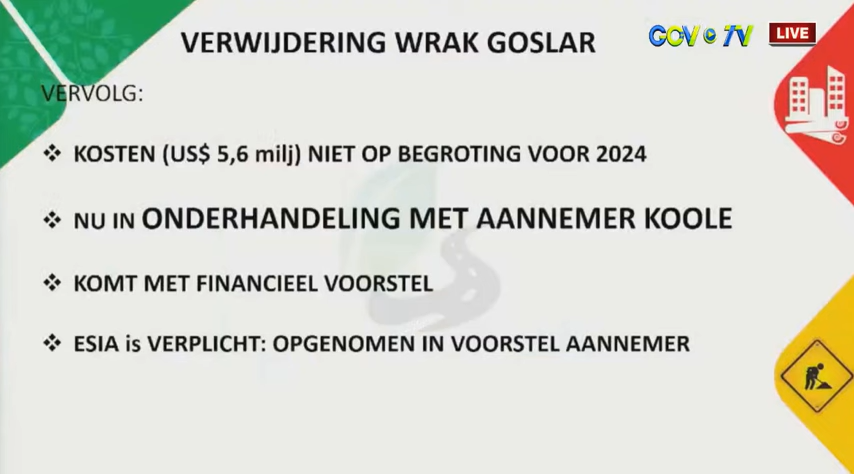 VERWIJDERING WRAK GOSLAR
GOV TV
LIVE
VERVOLG:
❖ KOSTEN (US$ 5,6 milj) NIET OP BEGROTING VOOR 2024
❖ NU IN ONDERHANDELING MET AANNEMER KOOLE
❖ KOMT MET FINANCIEEL VOORSTEL
❖ ESIA is VERPLICHT: OPGENOMEN IN VOORSTEL AANNEMER